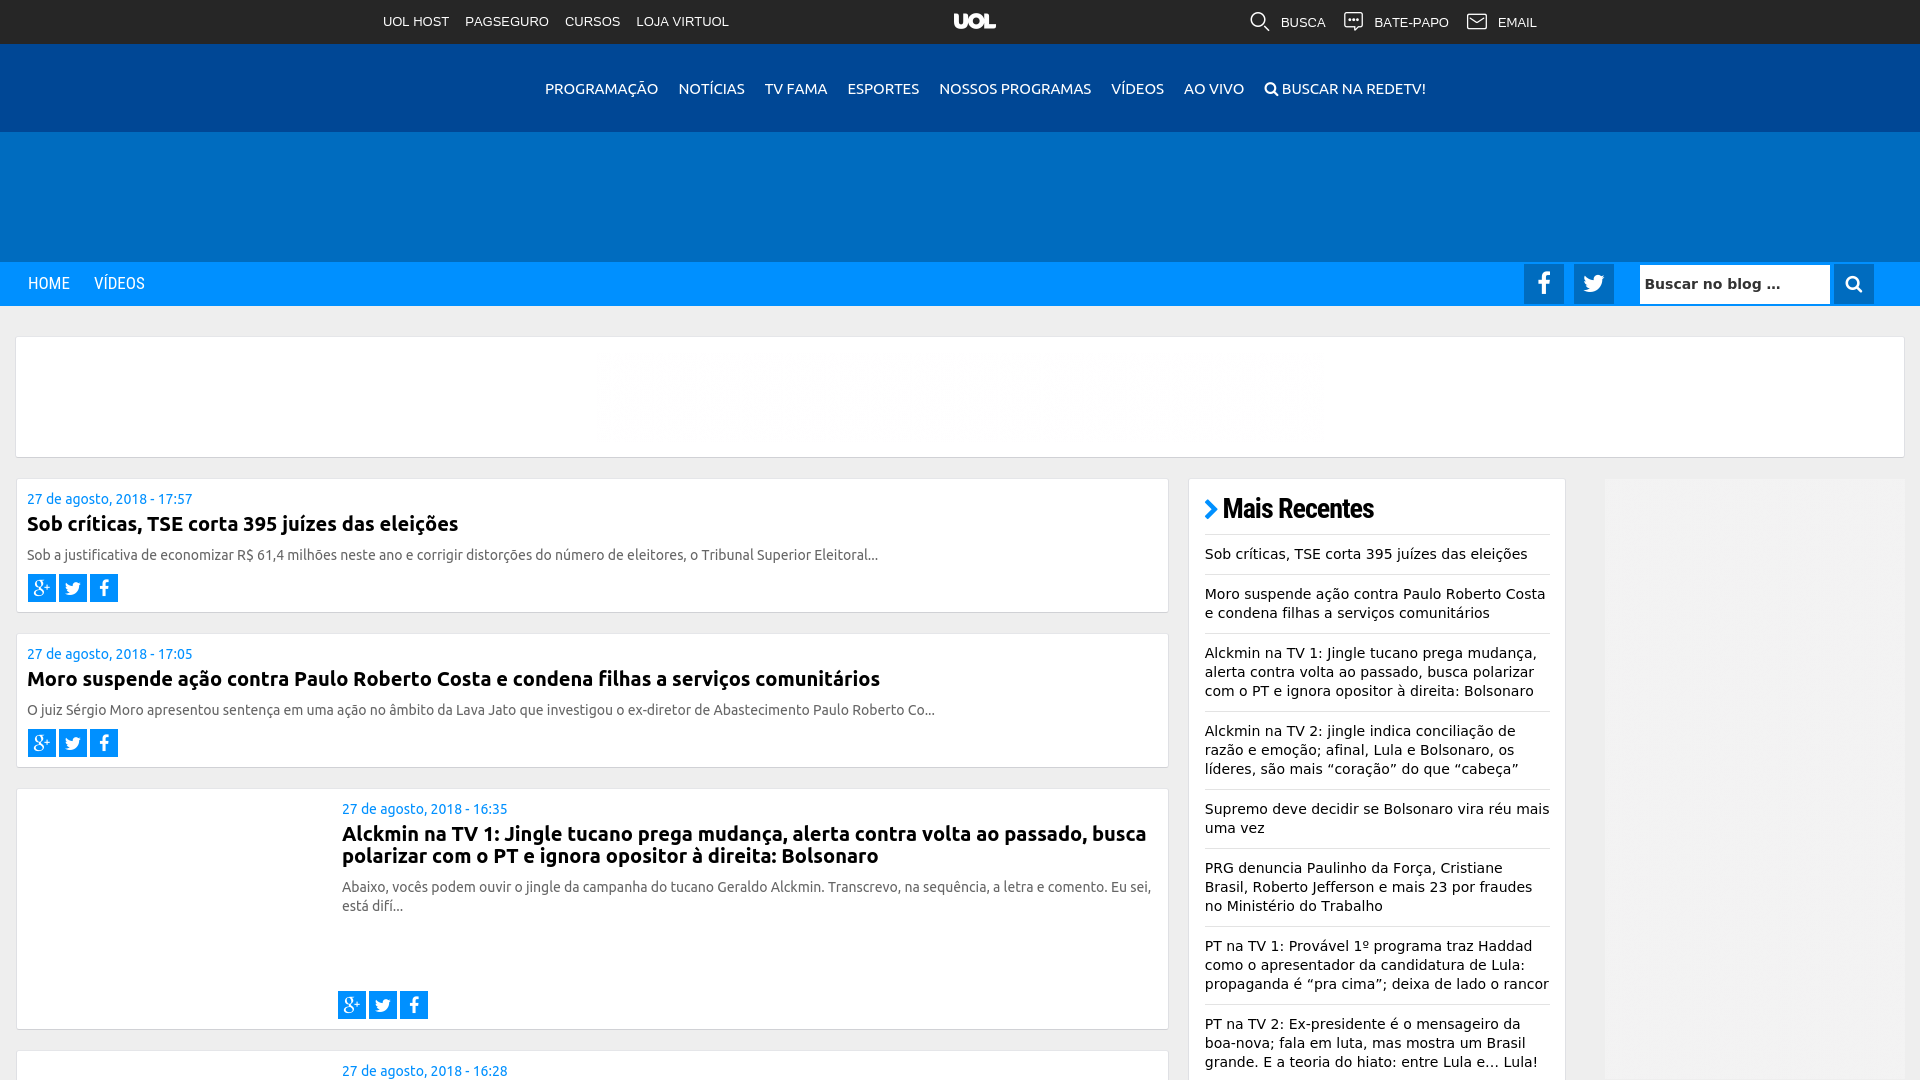 UOL HOST PAGSEGURO CURSOS LOJA VIRTUOL UOL BUSCA BATE-PAPO EMAIL
PROGRAMAÇÃO NOTÍCIAS TV FAMA ESPORTES NOSSOS PROGRAMAS VÍDEOS AO VIVO BUSCAR NA REDETV!
HOME VÍDEOS Buscar no blog ...
27 de agosto, 2018 - 17:57
Sob críticas, TSE corta 395 juízes das eleições
Sob a justificativa de economizar R$ 61,4 milhões neste ano e corrigir distorções do número de eleitores, o Tribunal Superior Eleitoral...
27 de agosto, 2018 - 17:05
Moro suspende ação contra Paulo Roberto Costa e condena filhas a serviços comunitários
O juiz Sérgio Moro apresentou sentença em uma ação no âmbito da Lava Jato que investigou o ex-diretor de Abastecimento Paulo Roberto Co...
27 de agosto, 2018 - 16:35
Alckmin na TV 1: Jingle tucano prega mudança, alerta contra volta ao passado, busca
polarizar com o PT e ignora opositor à direita: Bolsonaro
Abaixo, vocês podem ouvir o jingle da campanha do tucano Geraldo Alckmin. Transcrevo, na sequência, a letra e comento. Eu sei,
está difí...
27 de agosto, 2018 - 16:28
Mais Recentes
Sob críticas, TSE corta 395 juízes das eleições
Moro suspende ação contra Paulo Roberto Costa
e condena filhas a serviços comunitários
Alckmin na TV 1: Jingle tucano prega mudança,
alerta contra volta ao passado, busca polarizar
com o PT e ignora opositor à direita: Bolsonaro
Alckmin na TV 2: jingle indica conciliação de
razão e emoção; afinal, Lula e Bolsonaro, os
líderes, são mais “coração” do que “cabeça”
Supremo deve decidir se Bolsonaro vira réu mais
uma vez
PRG denuncia Paulinho da Força, Cristiane
Brasil, Roberto Jefferson e mais 23 por fraudes
no Ministério do Trabalho
PT na TV 1: Provável 1º programa traz Haddad
como o apresentador da candidatura de Lula:
propaganda é “pra cima”; deixa de lado o rancor
PT na TV 2: Ex-presidente é o mensageiro da
boa-nova; fala em luta, mas mostra um Brasil
grande. E a teoria do hiato: entre Lula e… Lula!